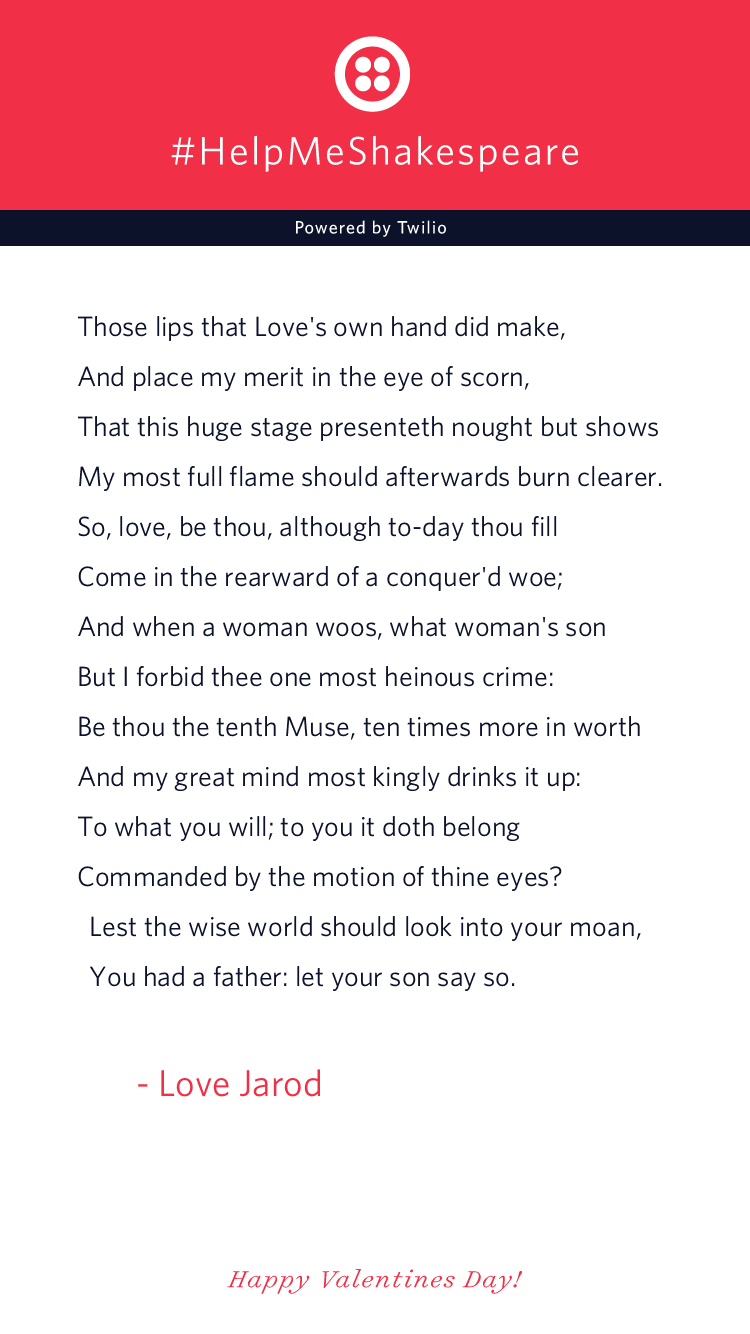 #HelpMeShakespeare
Powered by Twilio
Those lips that Love's own hand did make,
And place my merit in the eye of scorn,
That this huge stage presenteth nought but shows
My most full flame should afterwards burn clearer.
So, love, be thou, although to-day thou fill
Come in the rearward of a conquer'd woe;
And when a woman woos, what woman's son
But I forbid thee one most heinous crime:
Be thou the tenth Muse, ten times more in worth
And my great mind most kingly drinks it up:
To what you will; to you it doth belong
Commanded by the motion of thine eyes?
Lest the wise world should look into your moan,
You had a father: let your son say so.
- Love Jarod
Happy Valentines Day!